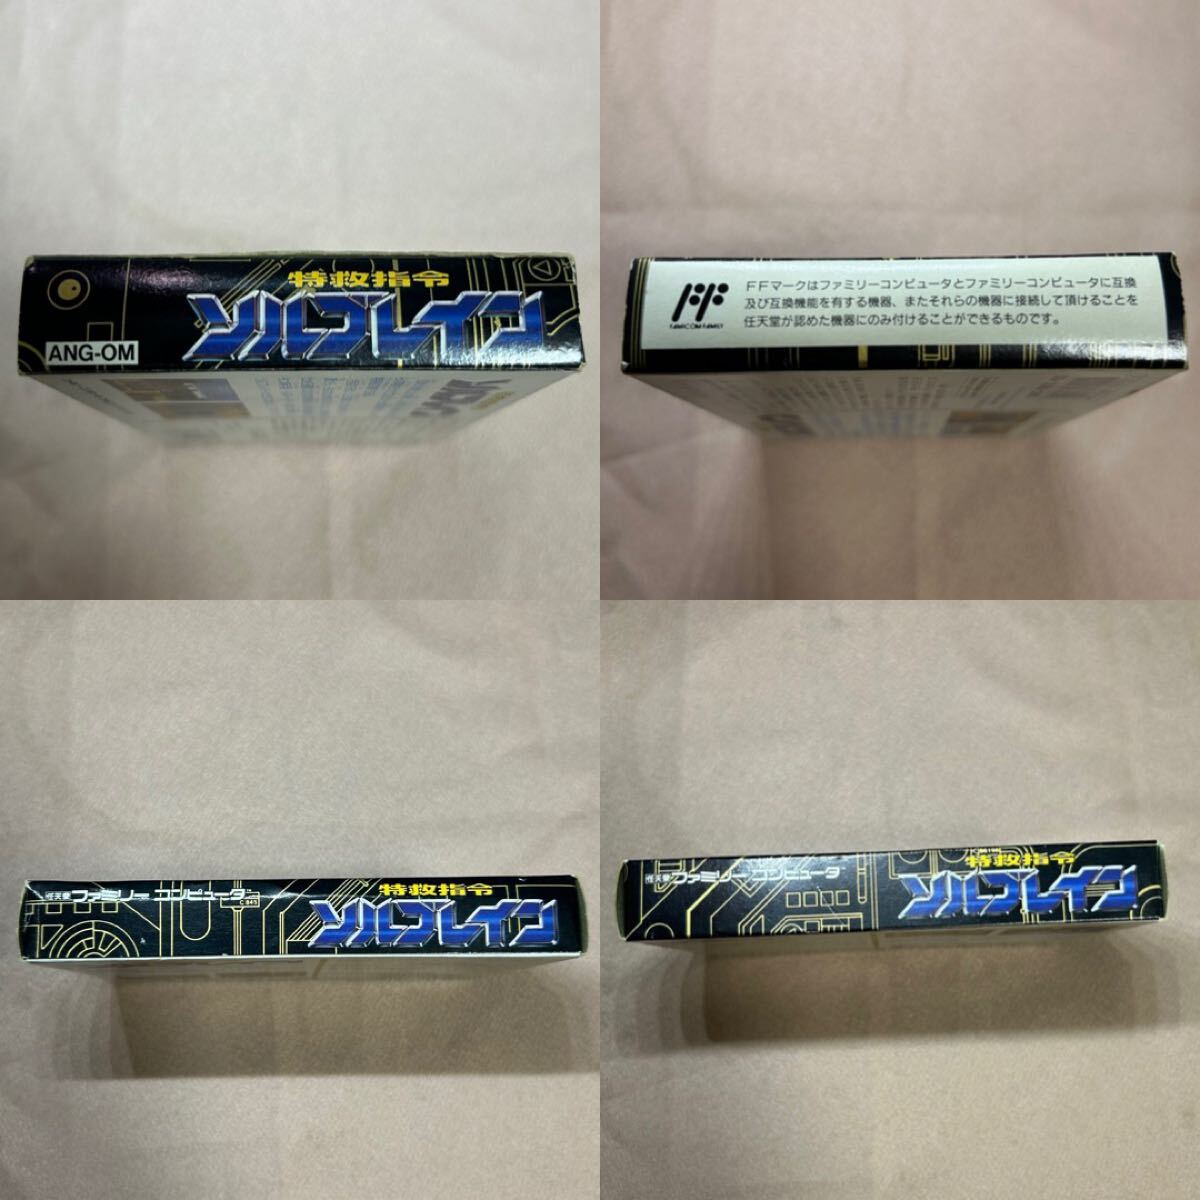 特救指令
ソルブレイン
ANG-OM
FF
FAMICOM FAMILY
FFマークはファミリーコンピュータとファミリーコンピュータに互換
及び互換機能を有する機器、またそれらの機器に接続して頂けることを
任天堂が認めた機器にのみ付けることができるものです。
任天堂 ファミリーコンピュータ
特救指令
ソルブレイン
任天堂 ファミリーコンピュータ
特救指令
ソルブレイン